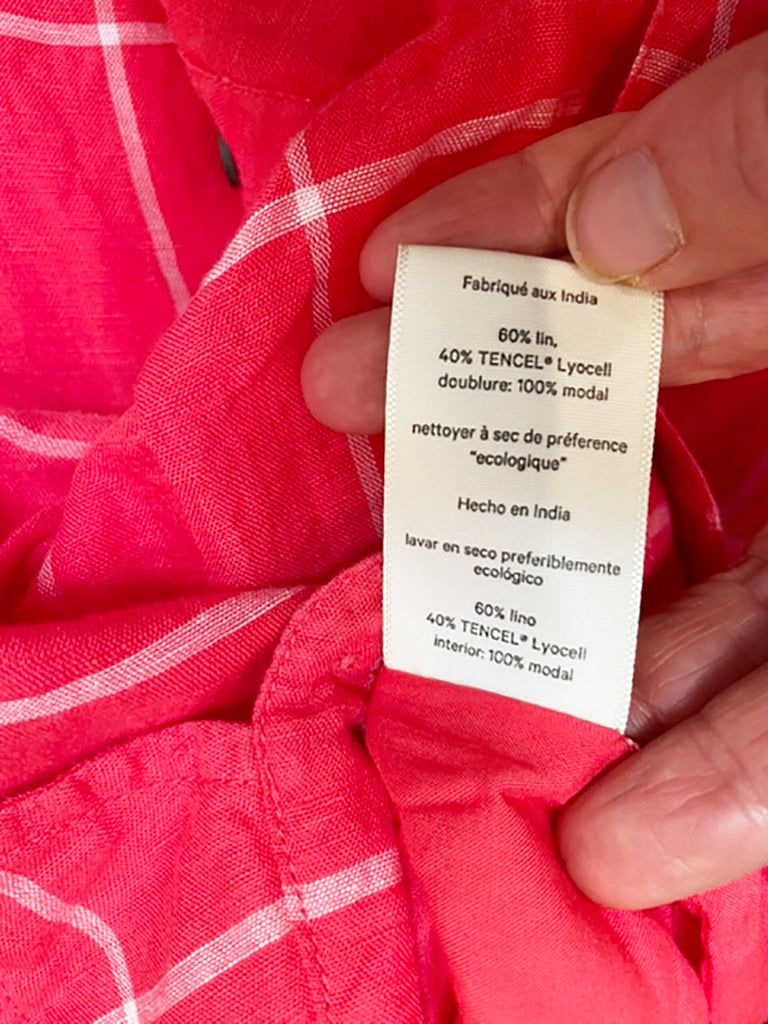 Fabriqué aux India
60% lin,
40% TENCEL® Lyocell
doublure: 100% modal
nettoyer à sec de préference
"ecologique"
Hecho en India
lavar en seco preferiblemente
ecológico
60% lino
40% TENCEL® Lyocell
interior: 100% modal